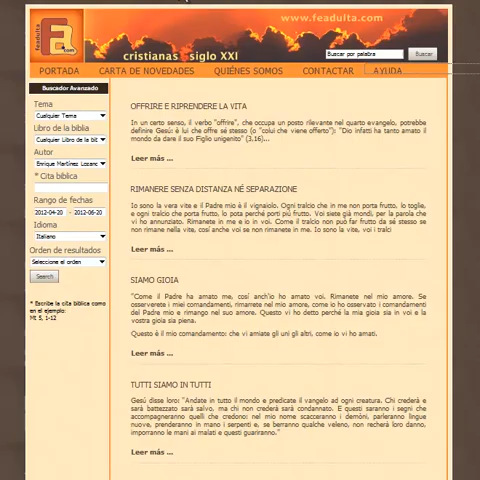 www.feadulta.com
feadulta
Fa
.com
cristianas siglo XXI
Buscar por palabra
Buscar
PORTADA CARTA DE NOVEDADES QUIÉNES SOMOS CONTACTAR AYUDA
Buscador Avanzado
Tema
Cualquier Tema
Libro de la biblia
Cualquier Libro de la bibl
Autor
Enrique Martínez Lozano
* Cita biblica
Rango de fechas
2012-04-20 - 2012-06-20
Idioma
Italiano
Orden de resultados
Seleccione el orden
Search
* Escribe la cita bíblica como
en el ejemplo:
Mt 5, 1-12
OFFRIRE E RIPRENDERE LA VITA
In un certo senso, il verbo "offrire", che occupa un posto rilevante nel quarto evangelo, potrebbe
definire Gesú: è lui che offre sé stesso (o "colui che viene offerto"): "Dio infatti ha tanto amato il
mondo da dare il suo Figlio unigenito" (3,16)...
Leer más ...
RIMANERE SENZA DISTANZA NÉ SEPARAZIONE
Io sono la vera vite e il Padre mio è il vignaiolo. Ogni tralcio che in me non porta frutto, lo toglie,
e ogni tralcio che porta frutto, lo pota perché porti più frutto. Voi siete già mondi, per la parola che
vi ho annunziato. Rimanete in me e io in voi. Come il tralcio non può far frutto da sé stesso se
non rimane nella vite, cosí anche voi se non rimanete in me. Io sono la vite, voi i tralci
Leer más ...
SIAMO GIOIA
"Come il Padre ha amato me, cosí anch'io ho amato voi. Rimanete nel mio amore. Se
osserverete i miei comandamenti, rimarrete nel mio amore, come io ho osservato i comandamenti
del Padre mio e rimango nel suo amore. Questo vi ho detto perché la mia gioia sia in voi e la
vostra gioia sia piena.
Questo è il mio comandamento: che vi amiate gli uni gli altri, come io vi ho amati.
Leer más ...
TUTTI SIAMO IN TUTTI
Gesú disse loro: "Andate in tutto il mondo e predicate il vangelo ad ogni creatura. Chi crederà e
sarà battezzato sarà salvo, ma chi non crederà sarà condannato. E questi saranno i segni che
accompagneranno quelli che credono: nel mio nome scacceranno i demòni, parleranno lingue
nuove, prenderanno in mano i serpenti e, se berranno qualche veleno, non recherà loro danno,
imporranno le mani ai malati e questi guariranno."
Leer más ...